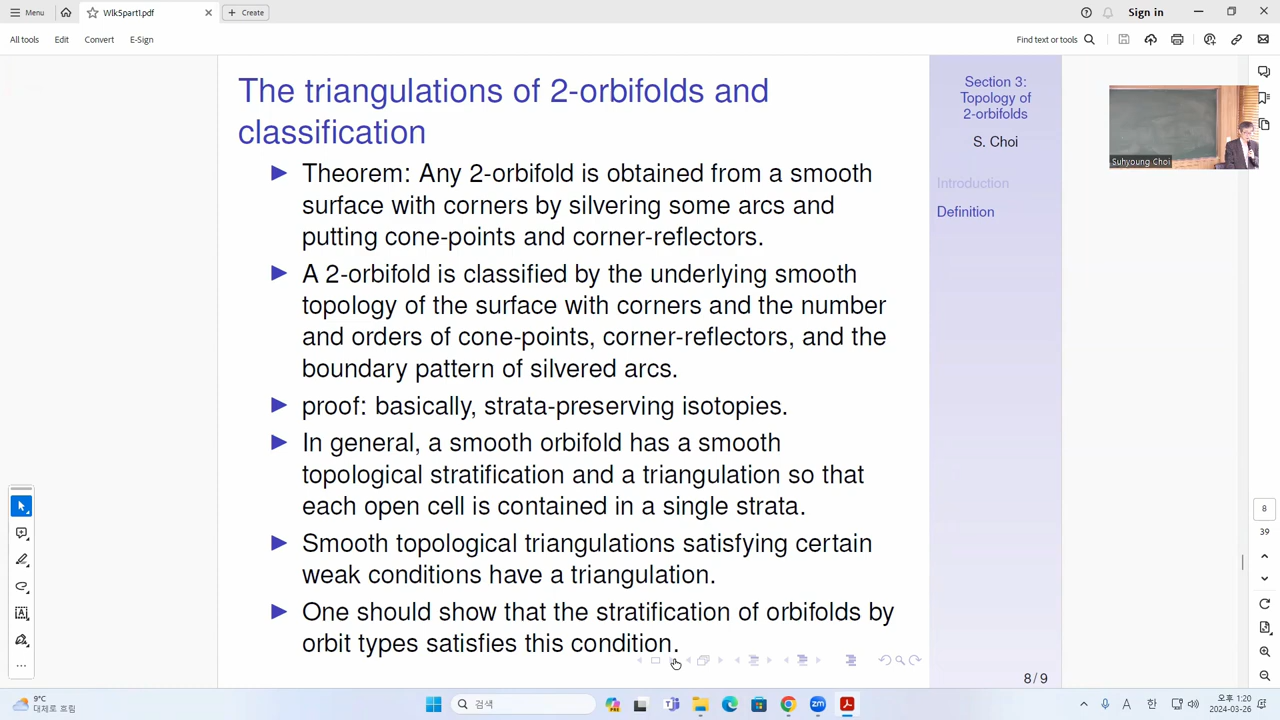 Menu
Wlk5partI.pdf
Create
Sign in
All tools
Edit
Convert
E-Sign
Find text or tools
The triangulations of 2-orbifolds and
classification
Theorem: Any 2-orbifold is obtained from a smooth
surface with corners by silvering some arcs and
putting cone-points and corner-reflectors.
A 2-orbifold is classified by the underlying smooth
topology of the surface with corners and the number
and orders of cone-points, corner-reflectors, and the
boundary pattern of silvered arcs.
proof: basically, strata-preserving isotopies.
In general, a smooth orbifold has a smooth
topological stratification and a triangulation so that
each open cell is contained in a single strata.
Smooth topological triangulations satisfying certain
weak conditions have a triangulation.
One should show that the stratification of orbifolds by
orbit types satisfies this condition.
8/9
Section 3:
Topology of
2-orbifolds
S. Choi
Introduction
Definition
Suhyoung Choi
8
39
9°C
대체로 흐림
검색
A
한
오후 1:20
2024-03-26